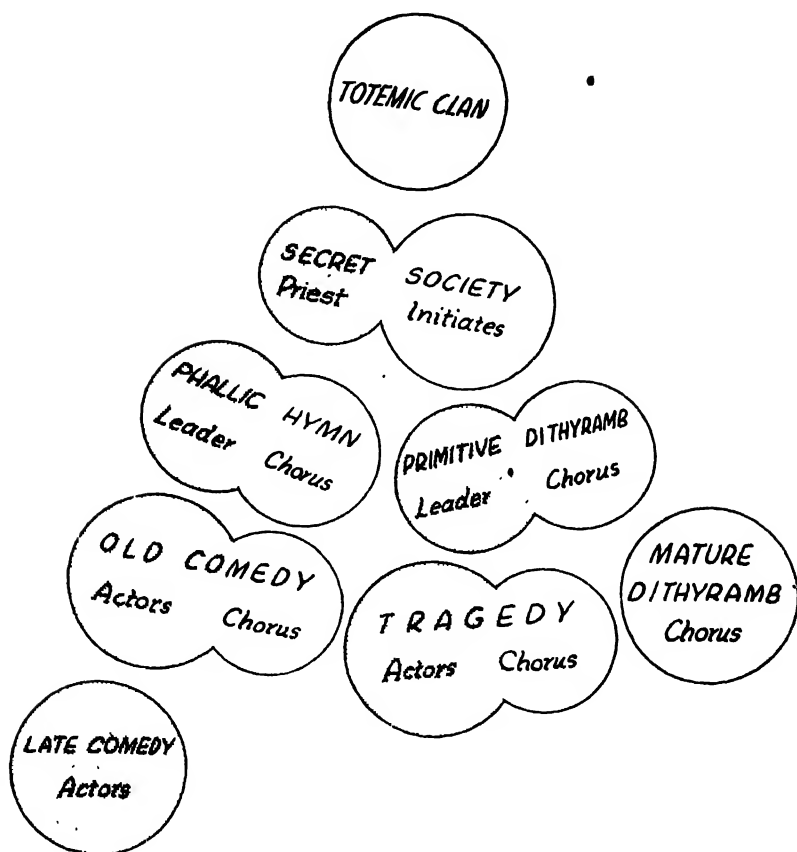 TOTEMIC CLAN
SECRET SOCIETY
Priest Initiates
PHALLIC HYMN
Leader Chorus
PRIMITIVE DITHYRAMB
Leader Chorus
OLD COMEDY
Actors Chorus
TRAGEDY
Actors Chorus
MATURE
DITHYRAMB
Chorus
LATE COMEDY
Actors